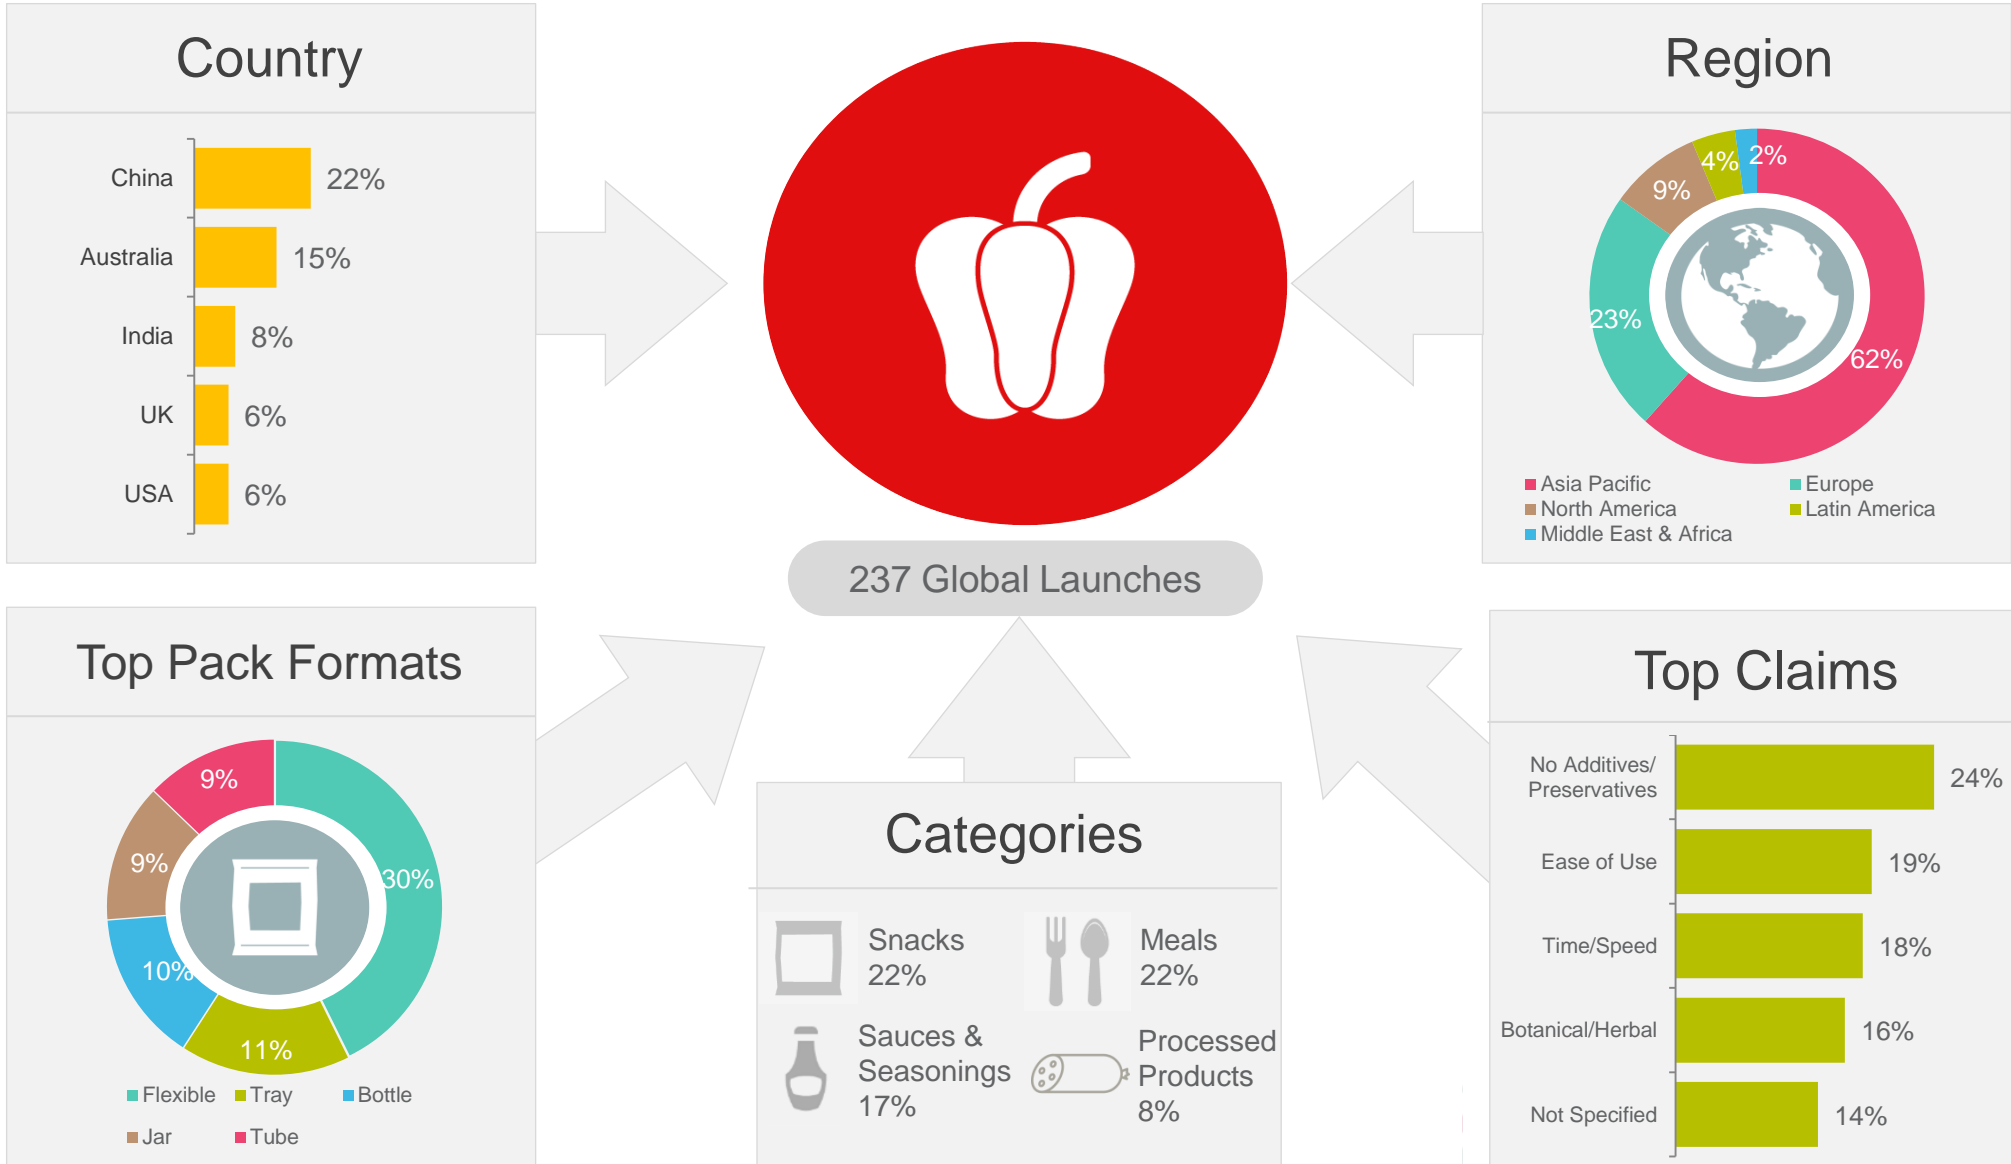 Country
China
22%
Australia
15%
India
8%
UK
6%
USA
6%
237 Global Launches
Region
4%
2%
9%
23%
62%
Asia Pacific
Europe
North America
Latin America
Middle East & Africa
Top Pack Formats
9%
9%
30%
10%
11%
Flexible
Tray
Bottle
Jar
Tube
Categories
Snacks
22%
Meals
22%
Sauces &
Seasonings
17%
Processed
Products
8%
Top Claims
No Additives/
Preservatives
24%
Ease of Use
19%
Time/Speed
18%
Botanical/Herbal
16%
Not Specified
14%